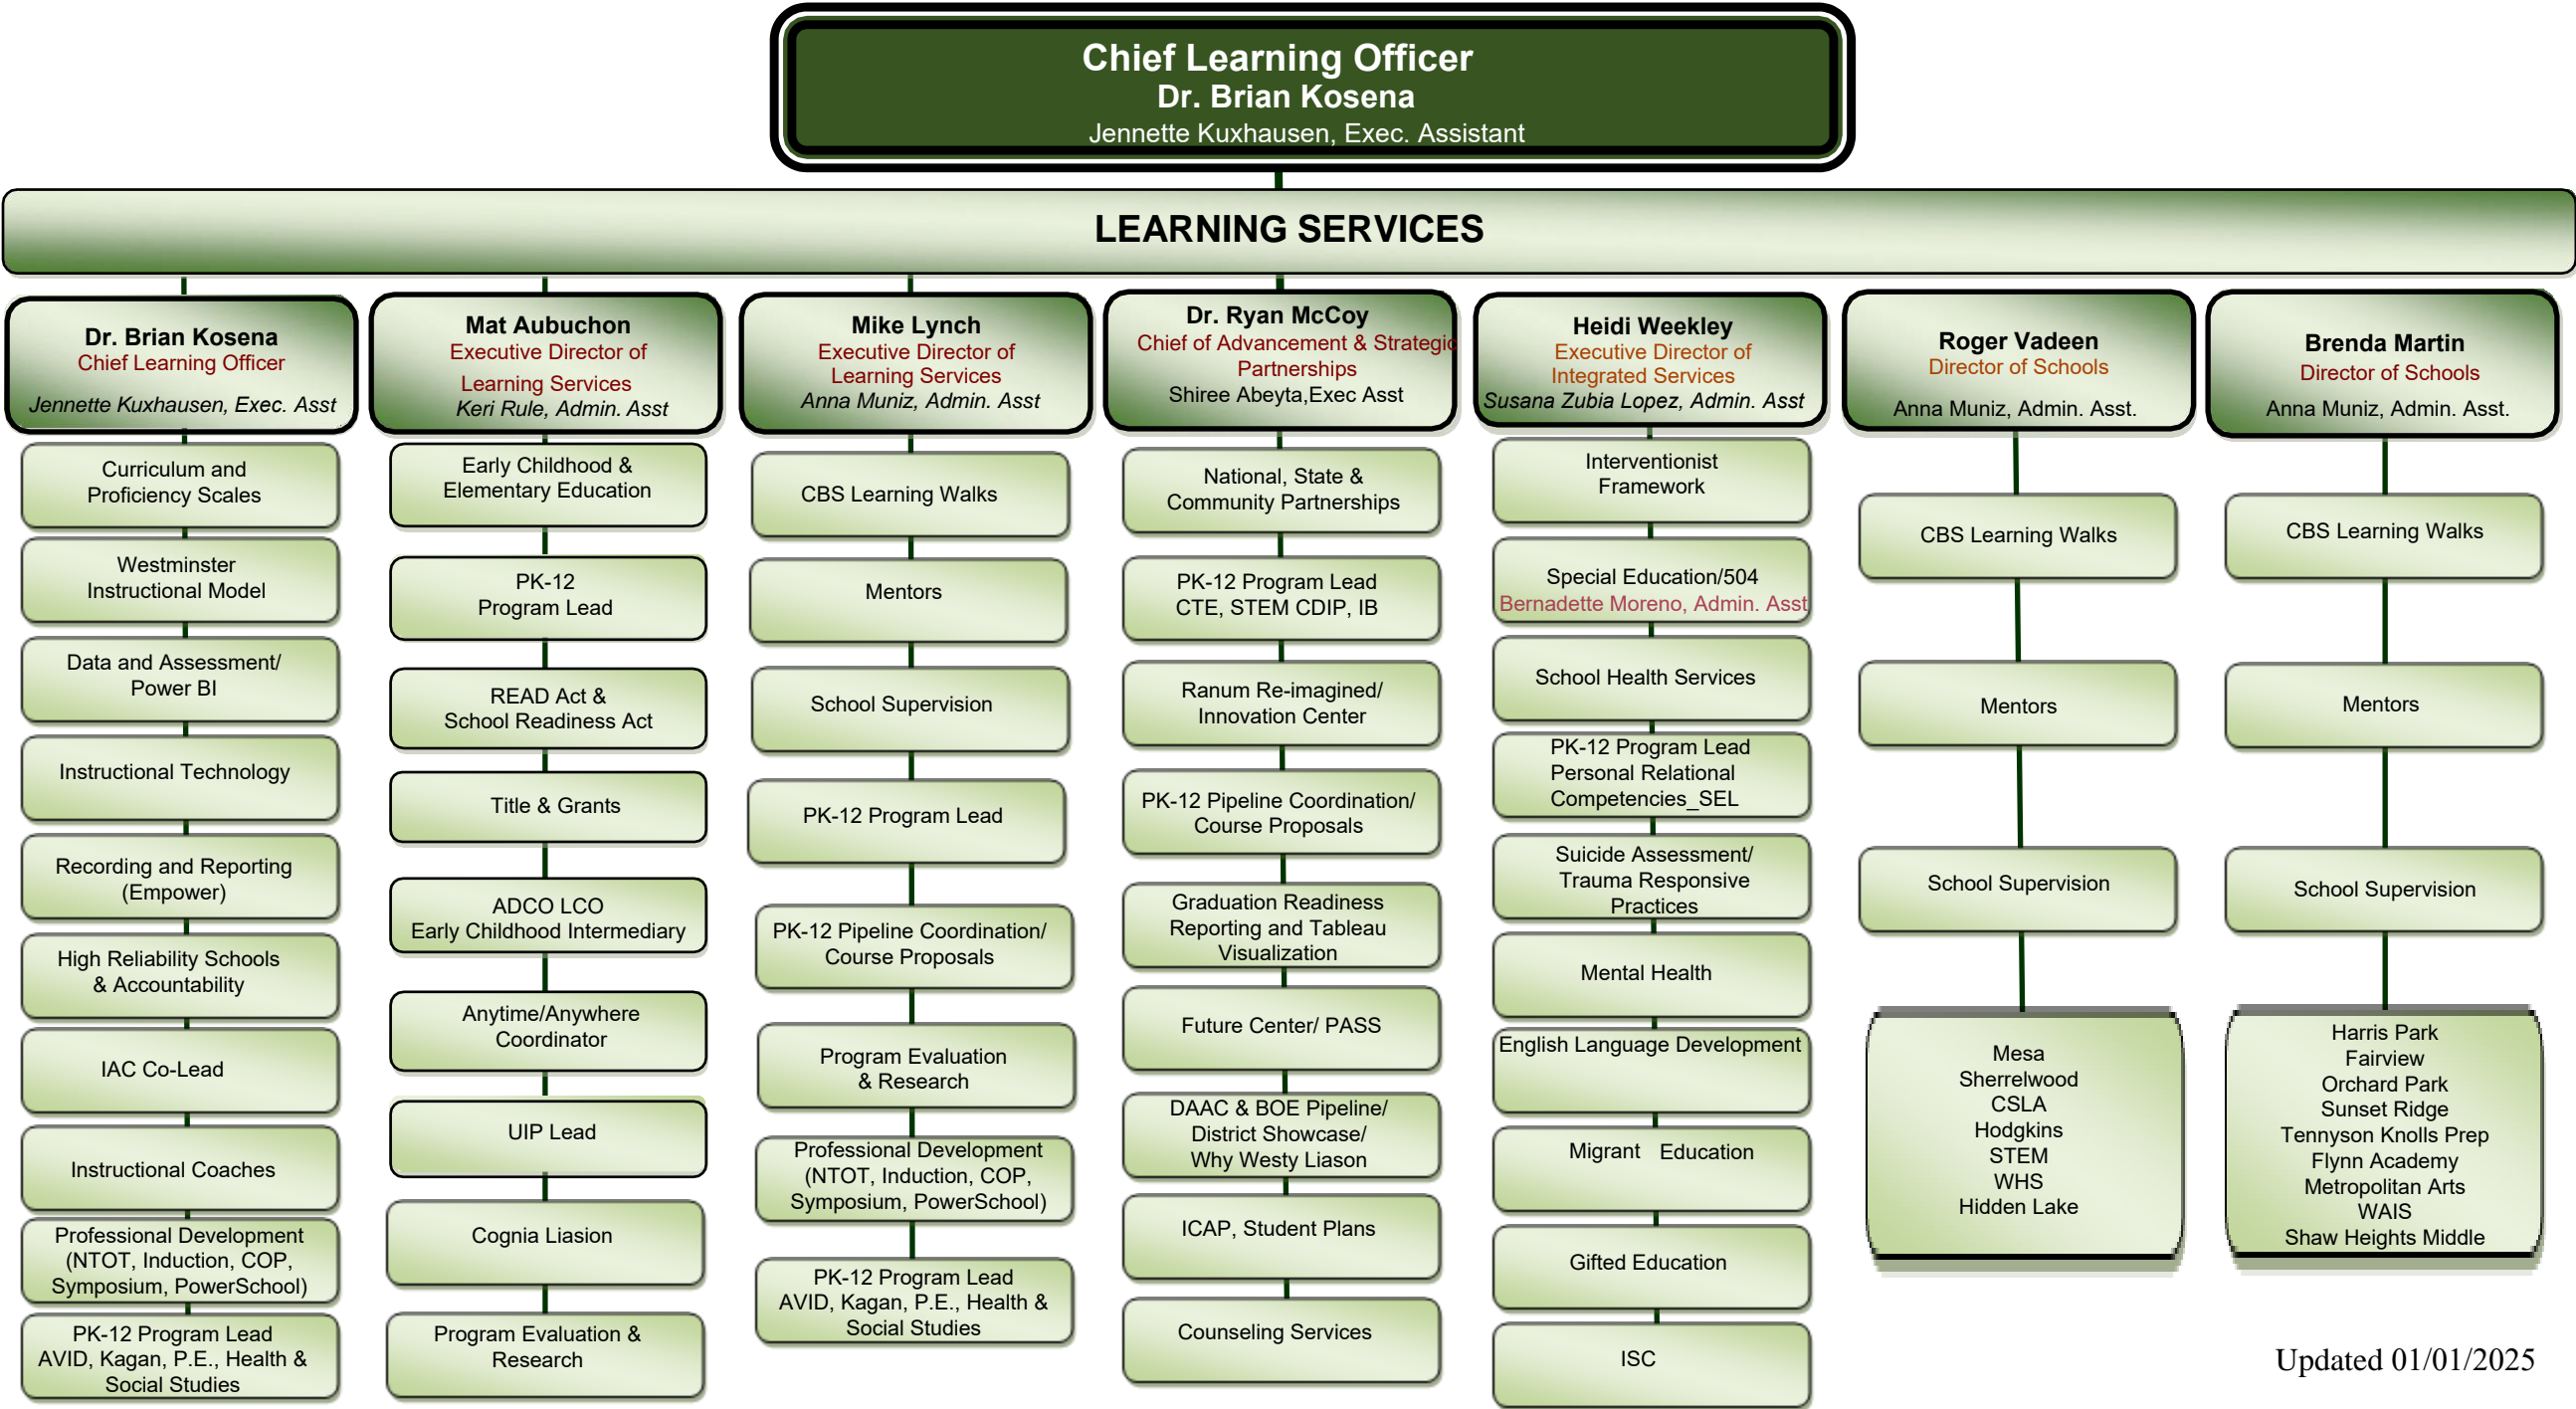 Chief Learning Officer
Dr. Brian Kosena
Jennette Kuxhausen, Exec. Assistant
LEARNING SERVICES
Dr. Brian Kosena
Chief Learning Officer
Jennette Kuxhausen, Exec. Asst
Curriculum and
Proficiency Scales
Westminster
Instructional Model
Data and Assessment/
Power BI
Instructional Technology
Recording and Reporting
(Empower)
High Reliability Schools
& Accountability
IAC Co-Lead
Instructional Coaches
Professional Development
(NTOT, Induction, COP,
Symposium, PowerSchool)
PK-12 Program Lead
AVID, Kagan, P.E., Health &
Social Studies
Mat Aubuchon
Executive Director of
Learning Services
Keri Rule, Admin. Asst
Early Childhood &
Elementary Education
PK-12
Program Lead
READ Act &
School Readiness Act
Title & Grants
ADCO LCO
Early Childhood Intermediary
Anytime/Anywhere
Coordinator
UIP Lead
Cognia Liasion
Program Evaluation &
Research
Mike Lynch
Executive Director of
Learning Services
Anna Muniz, Admin. Asst
CBS Learning Walks
Mentors
School Supervision
PK-12 Program Lead
PK-12 Pipeline Coordination/
Course Proposals
Program Evaluation
& Research
Professional Development
(NTOT, Induction, COP,
Symposium, PowerSchool)
PK-12 Program Lead
AVID, Kagan, P.E., Health &
Social Studies
Dr. Ryan McCoy
Chief of Advancement & Strategic
Partnerships
Shiree Abeyta,Exec Asst
National, State &
Community Partnerships
PK-12 Program Lead
CTE, STEM CDIP, IB
Ranum Re-imagined/
Innovation Center
PK-12 Pipeline Coordination/
Course Proposals
Graduation Readiness
Reporting and Tableau
Visualization
Future Center/ PASS
DAAC & BOE Pipeline/
District Showcase/
Why Westy Liason
ICAP, Student Plans
Counseling Services
Heidi Weekley
Executive Director of
Integrated Services
Susana Zubia Lopez, Admin. Asst
Interventionist
Framework
Special Education/504
Bernadette Moreno, Admin. Asst
School Health Services
PK-12 Program Lead
Personal Relational
Competencies_SEL
Suicide Assessment/
Trauma Responsive
Practices
Mental Health
English Language Development
Migrant Education
Gifted Education
ISC
Roger Vadeen
Director of Schools
Anna Muniz, Admin. Asst.
CBS Learning Walks
Mentors
School Supervision
Mesa
Sherrelwood
CSLA
Hodgkins
STEM
WHS
Hidden Lake
Brenda Martin
Director of Schools
Anna Muniz, Admin. Asst.
CBS Learning Walks
Mentors
School Supervision
Harris Park
Fairview
Orchard Park
Sunset Ridge
Tennyson Knolls Prep
Flynn Academy
Metropolitan Arts
WAIS
Shaw Heights Middle
Updated 01/01/2025